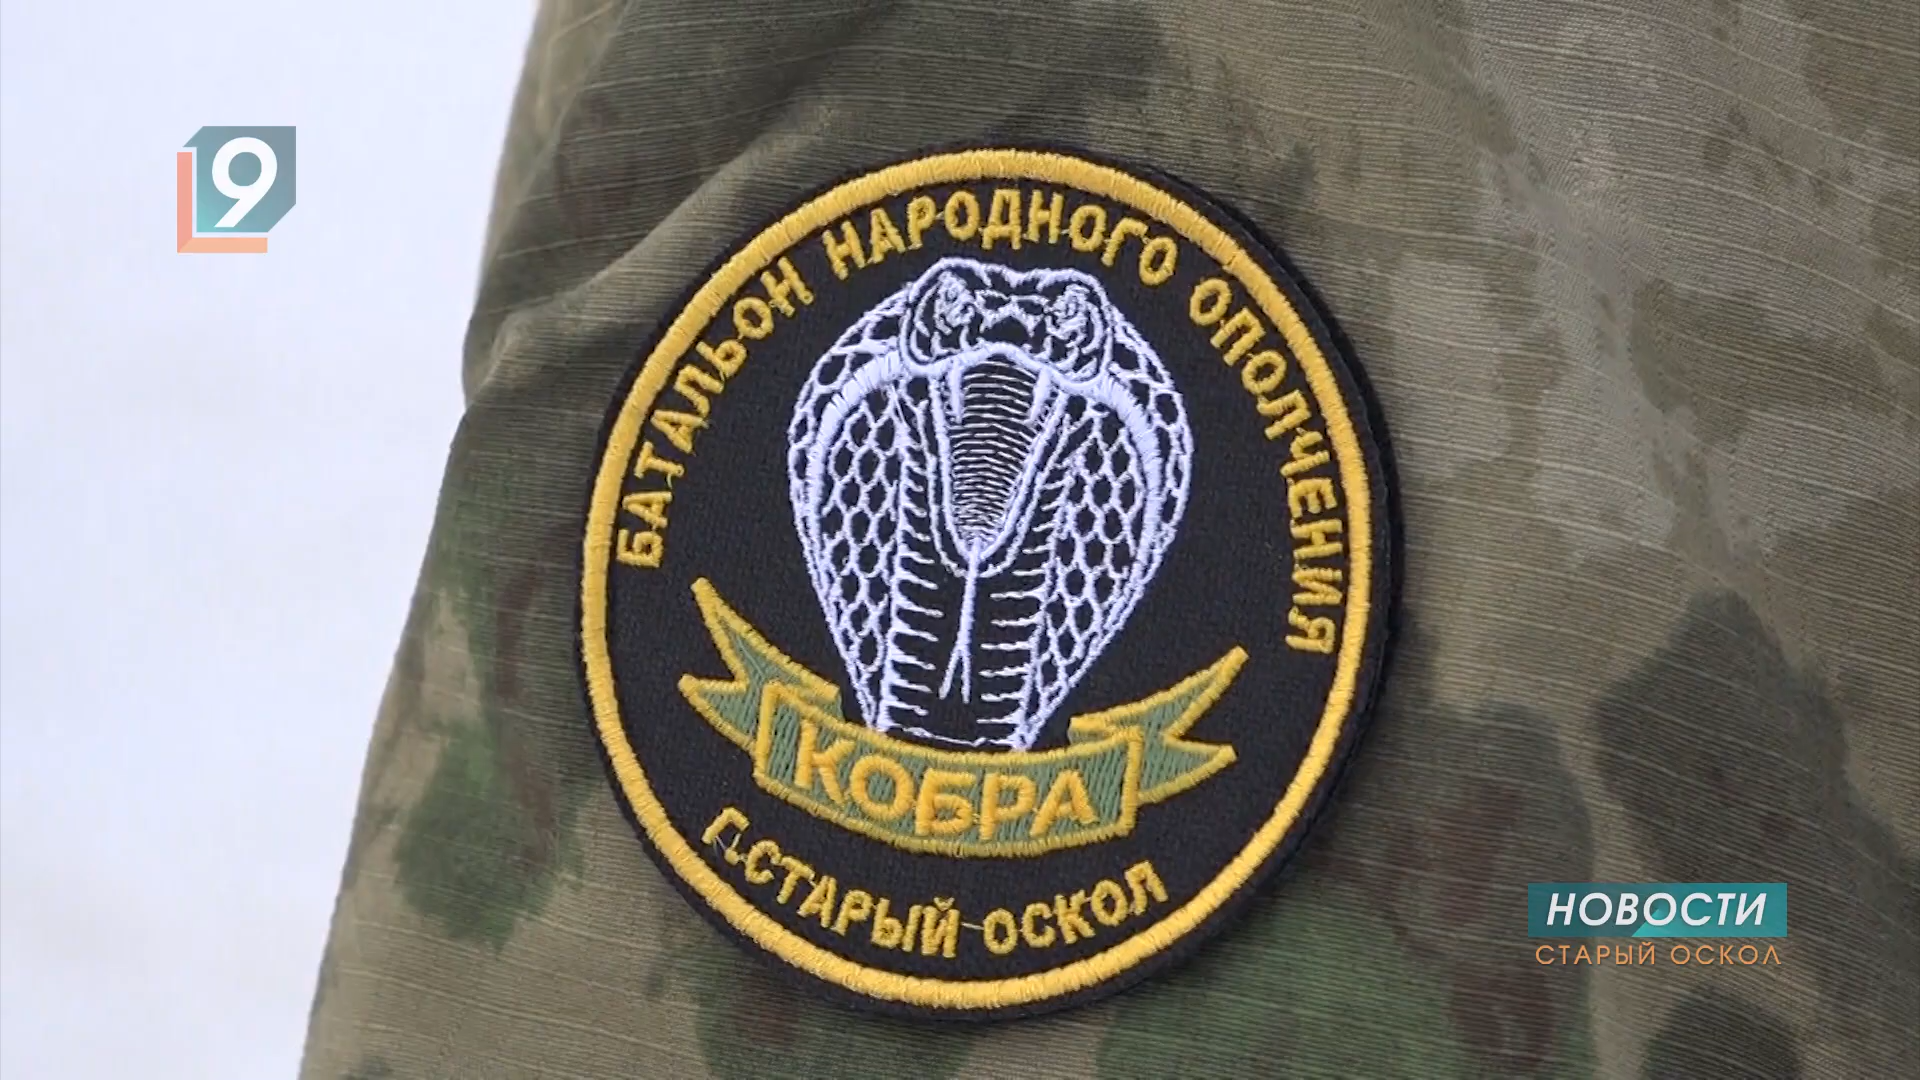 9
БАТАЛЬОН НАРОДНОГО ОПОЛЧЕНИЯ
КОБРА
Г.СТАРЫЙ-ОСКОЛ
НОВОСТИ
СТАРЫЙ ОСКОЛ